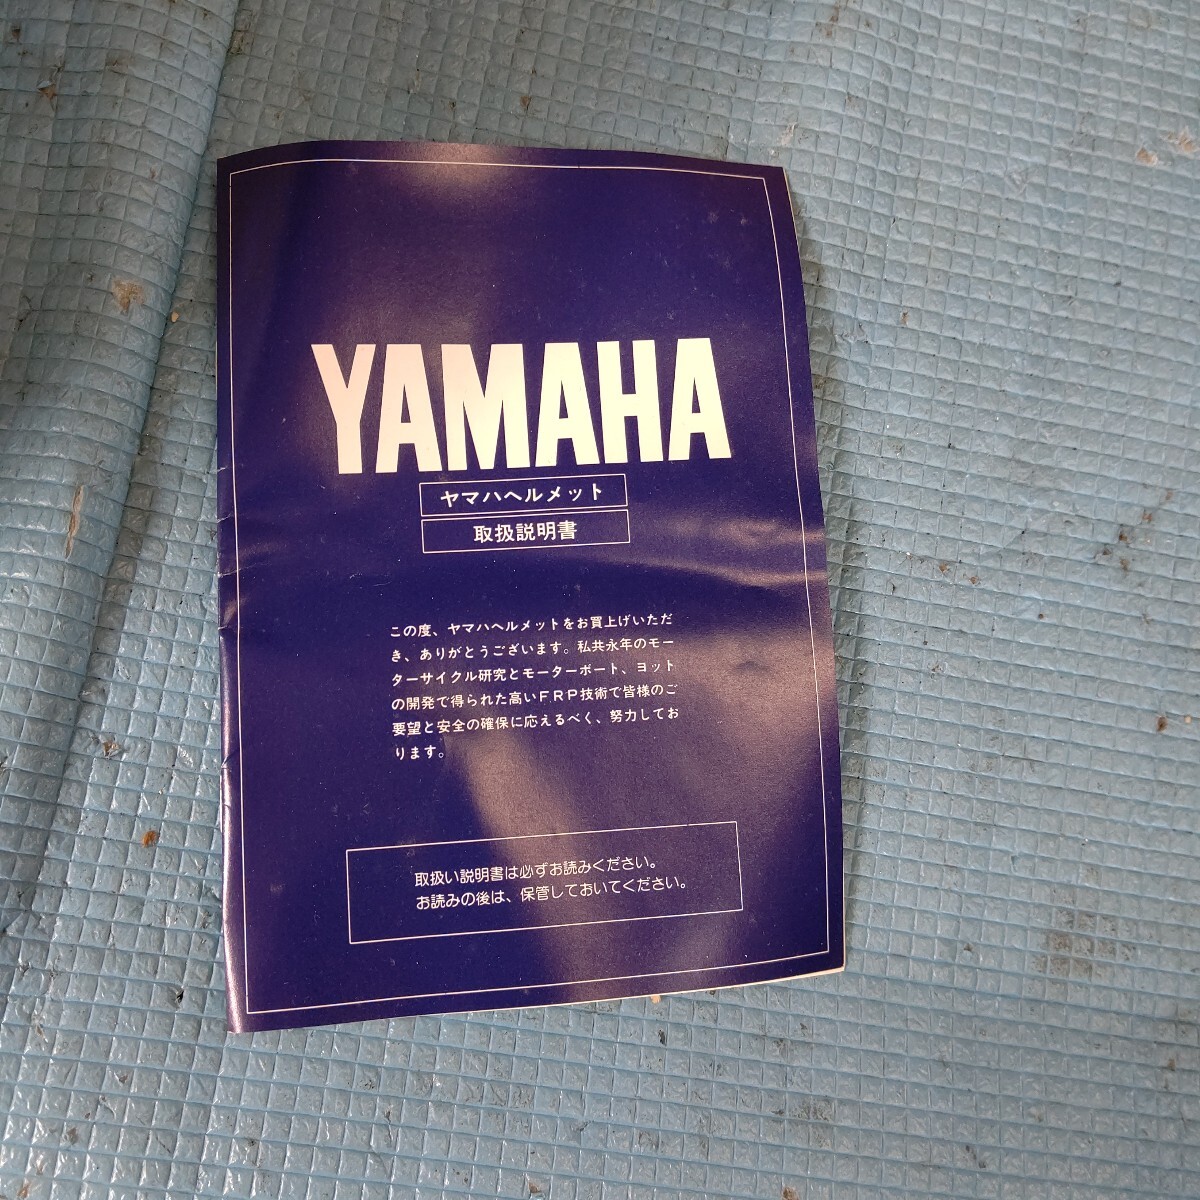 YAMAHA
ヤマハヘルメット
取扱説明書
この度、ヤマハヘルメットをお買上げいただ
き、ありがとうございます。私共永年のモー
ターサイクル研究とモーターボート、ヨット
の開発で得られた高いFRP技術で皆様のご
要望と安全の確保に応えるべく、努力してお
ります。
取扱い説明書は必ずお読みください。
お読みの後は、保管しておいてください。